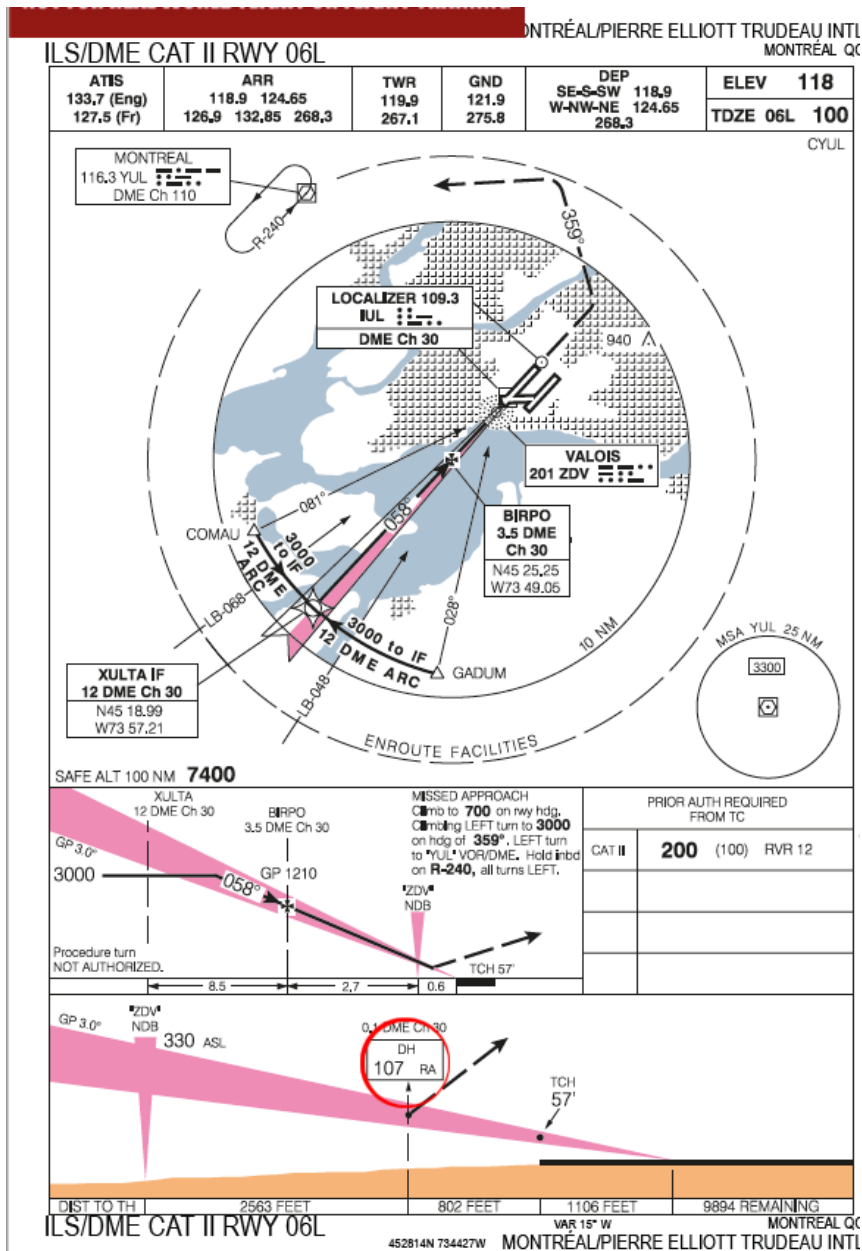 ONTRÉAL/PIERRE ELLIOTT TRUDEAU INTL
ILS/DME CAT II RWY 06L
MONTRÉAL QC
ATIS
133.7 (Eng)
127.5 (Fr)
ARR
118.9 124.65
126.9 132.85 268.3
TWR
119.9
267.1
GND
121.9
275.8
DEP
SE-S-SW 118.9
W-NW-NE 124.65
268.3
ELEV 118
TDZE 06L 100
CYUL
MONTREAL
116.3 YUL
DME Ch 110
R-240
359°
LOCALIZER 109.3
IUL
DME Ch 30
940
VALOIS
201 ZDV
081°
058°
COMAU
3000
to IF
12 DME
ARC
BIRPO
3.5 DME
Ch 30
N45 25.25
W73 49.05
LB-068
028°
3000 to IF
12 DME ARC
GADUM
LB-048
10 NM
XULTA IF
12 DME Ch 30
N45 18.99
W73 57.21
MSA YUL 25 NM
3300
ENROUTE FACILITIES
SAFE ALT 100 NM 7400
XULTA
12 DME Ch 30
BIRPO
3.5 DME Ch 30
GP 3.0°
3000
058°
GP 1210
MISSED APPROACH
Climb to 700 on rwy hdg.
Climbing LEFT turn to 3000
on hdg of 359°. LEFT turn
to "YUL" VOR/DME. Hold inbd
on R-240, all turns LEFT.
"ZDV"
NDB
Procedure turn
NOT AUTHORIZED.
TCH 57'
8.5
2.7
0.6
PRIOR AUTH REQUIRED
FROM TC
CAT II 200 (100) RVR 12
GP 3.0°
"ZDV"
NDB
330 ASL
0.1 DME Ch 30
DH
107 RA
TCH
57'
DIST TO TH
2563 FEET
802 FEET
1106 FEET
9894 REMAINING
ILS/DME CAT II RWY 06L
VAR 15° W
MONTREAL QC
452814N 734427W
MONTRÉAL/PIERRE ELLIOTT TRUDEAU INTL